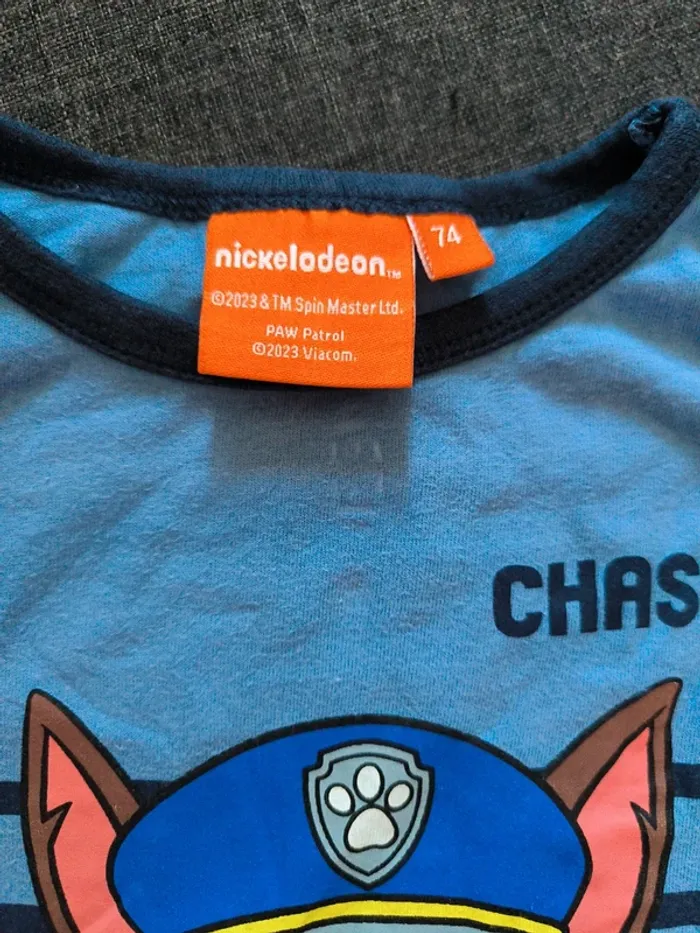 nickelodeon™
74
©2023 & TM Spin Master Ltd.
PAW Patrol
©2023 Viacom.
CHAS